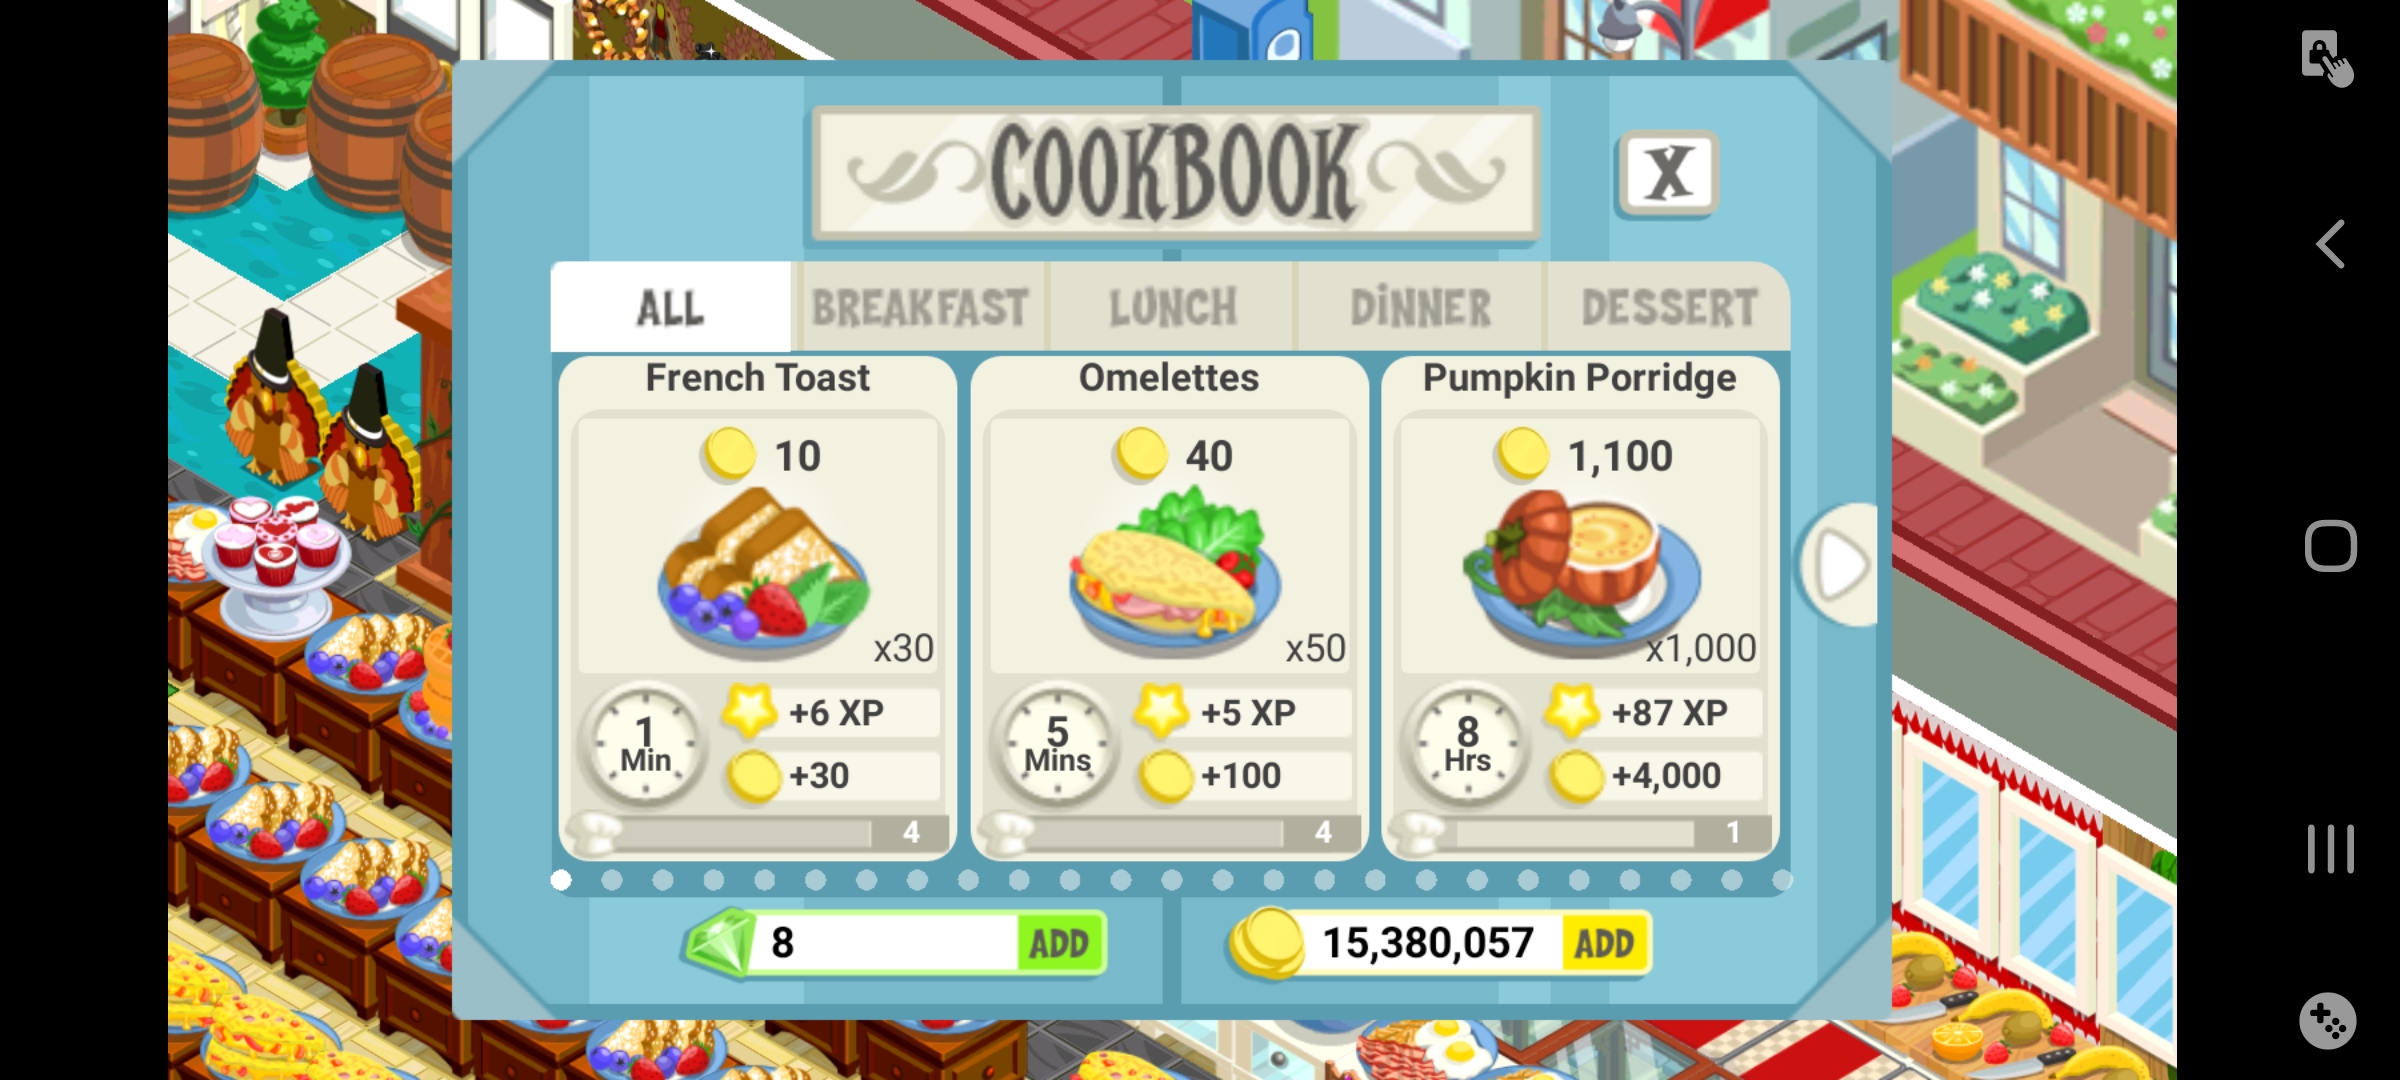 COOKBOOK
X
ALL
BREAKFAST
LUNCH
DINNER
DESSERT
French Toast
10
x30
1
Min
+6 XP
+30
4
Omelettes
40
x50
5
Mins
+5 XP
+100
4
Pumpkin Porridge
1,100
x1,000
8
Hrs
+87 XP
+4,000
1
8
ADD
15,380,057
ADD